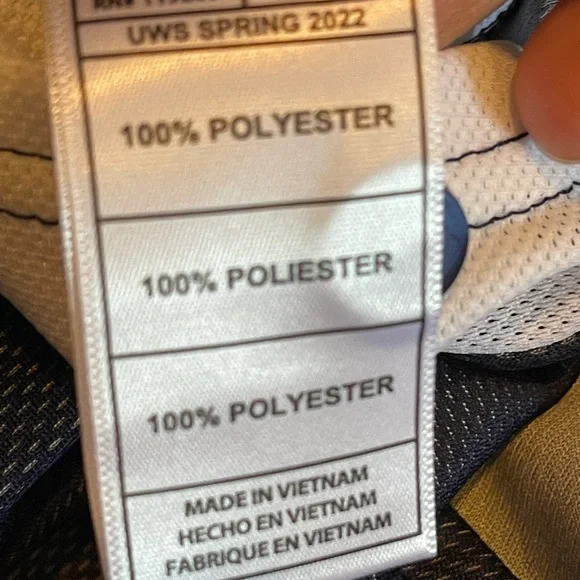 UWS SPRING 2022
100% POLYESTER
100% POLIESTER
100% POLYESTER
MADE IN VIETNAM
HECHO EN VIETNAM
FABRIQUE EN VIETNAM